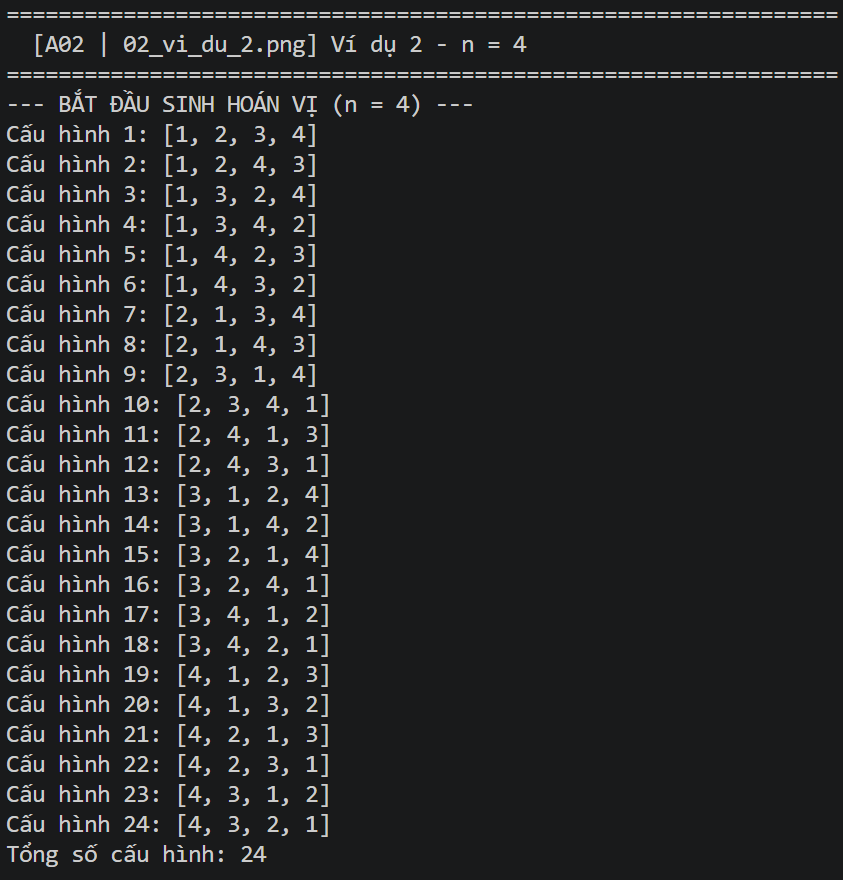 ================================================================
[A02 | 02_vi_du_2.png] Ví dụ 2 - n = 4
================================================================
--- BẮT ĐẦU SINH HOÁN VỊ (n = 4) ---
Cấu hình 1: [1, 2, 3, 4]
Cấu hình 2: [1, 2, 4, 3]
Cấu hình 3: [1, 3, 2, 4]
Cấu hình 4: [1, 3, 4, 2]
Cấu hình 5: [1, 4, 2, 3]
Cấu hình 6: [1, 4, 3, 2]
Cấu hình 7: [2, 1, 3, 4]
Cấu hình 8: [2, 1, 4, 3]
Cấu hình 9: [2, 3, 1, 4]
Cấu hình 10: [2, 3, 4, 1]
Cấu hình 11: [2, 4, 1, 3]
Cấu hình 12: [2, 4, 3, 1]
Cấu hình 13: [3, 1, 2, 4]
Cấu hình 14: [3, 1, 4, 2]
Cấu hình 15: [3, 2, 1, 4]
Cấu hình 16: [3, 2, 4, 1]
Cấu hình 17: [3, 4, 1, 2]
Cấu hình 18: [3, 4, 2, 1]
Cấu hình 19: [4, 1, 2, 3]
Cấu hình 20: [4, 1, 3, 2]
Cấu hình 21: [4, 2, 1, 3]
Cấu hình 22: [4, 2, 3, 1]
Cấu hình 23: [4, 3, 1, 2]
Cấu hình 24: [4, 3, 2, 1]
Tổng số cấu hình: 24